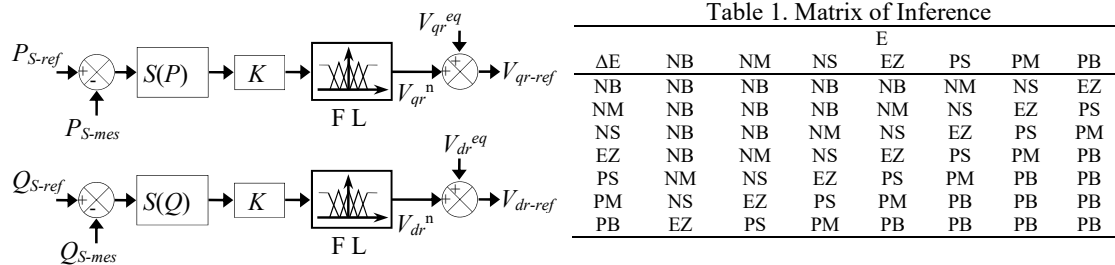 V_qr^eq
P_S-ref
S(P)
K
V_qr-ref
V_qr^n
P_S-mes
F L
V_dr^eq
Q_S-ref
S(Q)
K
V_dr-ref
V_dr^n
Q_S-mes
F L
Table 1. Matrix of Inference
E
ΔE NB NM NS EZ PS PM PB
NB NB NB NB NB NM NS EZ
NM NB NB NB NM NS EZ PS
NS NB NB NM NS EZ PS PM
EZ NB NM NS EZ PS PM PB
PS NM NS EZ PS PM PB PB
PM NS EZ PS PM PB PB PB
PB EZ PS PM PB PB PB PB